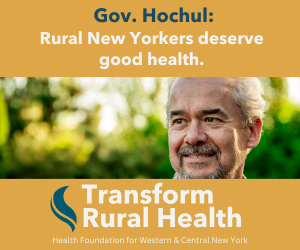 Gov. Hochul:
Rural New Yorkers deserve
good health.
Transform
Rural Health
Health Foundation for Western & Central New York